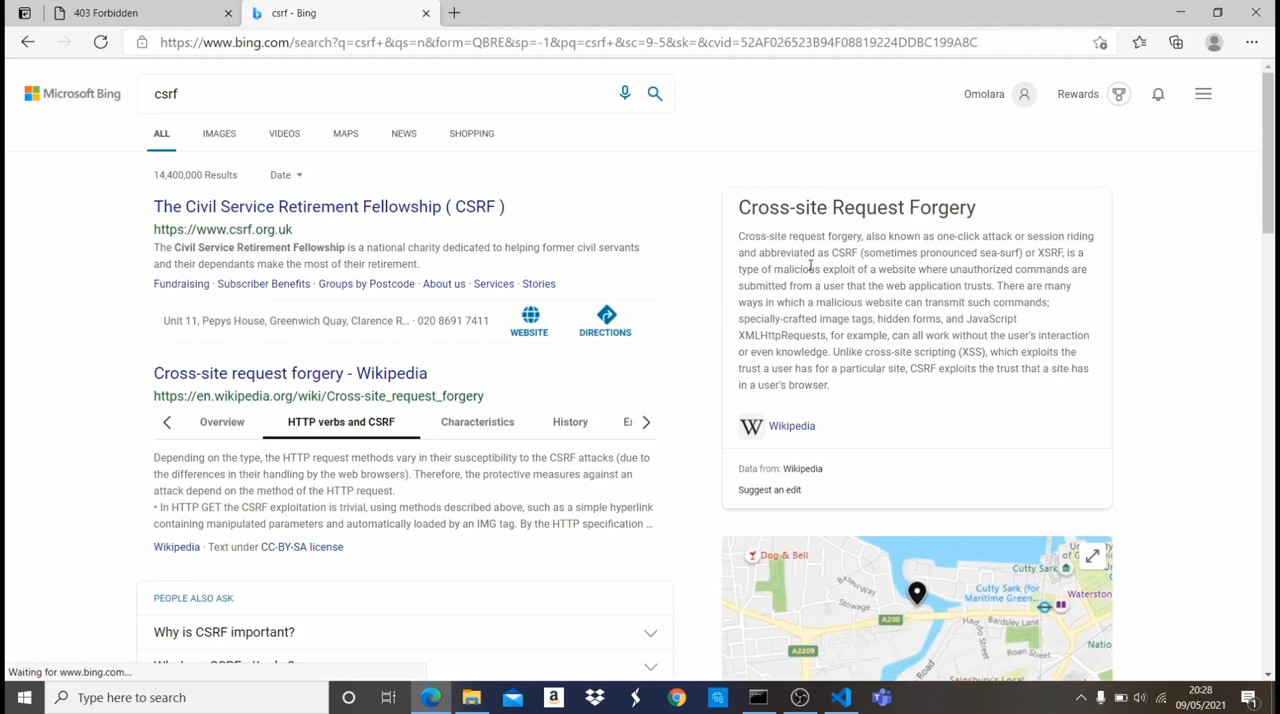 403 Forbidden
csrf - Bing
https://www.bing.com/search?q=csrf+&qs=n&form=QBRE&sp=-1&pq=csrf+&sc=9-5&sk=&cvid=52AF026523B94F08819224DDBC199A8C
Microsoft Bing
csrf
Omolara
Rewards
ALL IMAGES VIDEOS MAPS NEWS SHOPPING
14,400,000 Results Date
The Civil Service Retirement Fellowship ( CSRF )
https://www.csrf.org.uk
The Civil Service Retirement Fellowship is a national charity dedicated to helping former civil servants
and their dependants make the most of their retirement.
Fundraising · Subscriber Benefits · Groups by Postcode · About us · Services · Stories
Unit 11, Pepys House, Greenwich Quay, Clarence R... · 020 8691 7411
WEBSITE
DIRECTIONS
Cross-site request forgery - Wikipedia
https://en.wikipedia.org/wiki/Cross-site_request_forgery
Overview HTTP verbs and CSRF Characteristics History
Depending on the type, the HTTP request methods vary in their susceptibility to the CSRF attacks (due to
the differences in their handling by the web browsers). Therefore, the protective measures against an
attack depend on the method of the HTTP request.
• In HTTP GET the CSRF exploitation is trivial, using methods described above, such as a simple hyperlink
containing manipulated parameters and automatically loaded by an IMG tag. By the HTTP specification ...
Wikipedia · Text under CC-BY-SA license
PEOPLE ALSO ASK
Why is CSRF important?
Cross-site Request Forgery
Cross-site request forgery, also known as one-click attack or session riding
and abbreviated as CSRF (sometimes pronounced sea-surf) or XSRF, is a
type of malicious exploit of a website where unauthorized commands are
submitted from a user that the web application trusts. There are many
ways in which a malicious website can transmit such commands;
specially-crafted image tags, hidden forms, and JavaScript
XMLHttpRequests, for example, can all work without the user's interaction
or even knowledge. Unlike cross-site scripting (XSS), which exploits the
trust a user has for a particular site, CSRF exploits the trust that a site has
in a user's browser.
W Wikipedia
Data from: Wikipedia
Suggest an edit
Dog & Bell
Cutty Sark
Cutty Sark (for
Maritime Green...
Waterston
Stowage
A200
Bardsley Lane
Roan Street
A2209
Waiting for www.bing.com...
Type here to search
20:28
09/05/2021